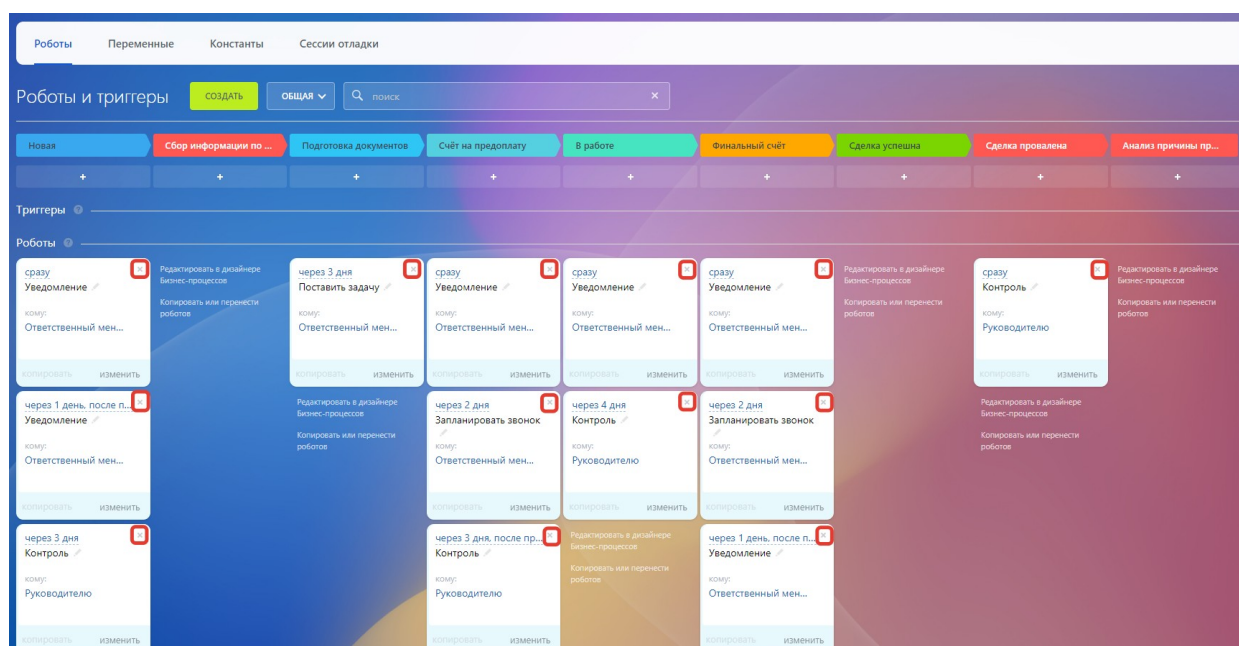 Роботы Переменные Константы Сессии отладки
Роботы и триггеры СОЗДАТЬ ОБЩАЯ поиск
Новая Сбор информации по ... Подготовка документов Счёт на предоплату В работе Финальный счёт Сделка успешна Сделка провалена Анализ причины пр...
+ + + + + + + + +
Триггеры ?
Роботы ?
сразу
Уведомление
кому:
Ответственный мен...
копировать изменить
через 1 день, после п...
Уведомление
кому:
Ответственный мен...
копировать изменить
через 3 дня
Контроль
кому:
Руководителю
копировать изменить
Редактировать в дизайнере
Бизнес-процессов
Копировать или перенести
роботов
через 3 дня
Поставить задачу
кому:
Ответственный мен...
копировать изменить
Редактировать в дизайнере
Бизнес-процессов
Копировать или перенести
роботов
сразу
Уведомление
кому:
Ответственный мен...
копировать изменить
через 2 дня
Запланировать звонок
кому:
Ответственный мен...
копировать изменить
через 3 дня, после пр...
Контроль
кому:
Руководителю
копировать изменить
сразу
Уведомление
кому:
Ответственный мен...
копировать изменить
через 4 дня
Контроль
кому:
Руководителю
копировать изменить
Редактировать в дизайнере
Бизнес-процессов
Копировать или перенести
роботов
сразу
Уведомление
кому:
Ответственный мен...
копировать изменить
через 2 дня
Запланировать звонок
кому:
Ответственный мен...
копировать изменить
через 1 день, после п...
Уведомление
кому:
Ответственный мен...
копировать изменить
Редактировать в дизайнере
Бизнес-процессов
Копировать или перенести
роботов
сразу
Контроль
кому:
Руководителю
копировать изменить
Редактировать в дизайнере
Бизнес-процессов
Копировать или перенести
роботов
Редактировать в дизайнере
Бизнес-процессов
Копировать или перенести
роботов